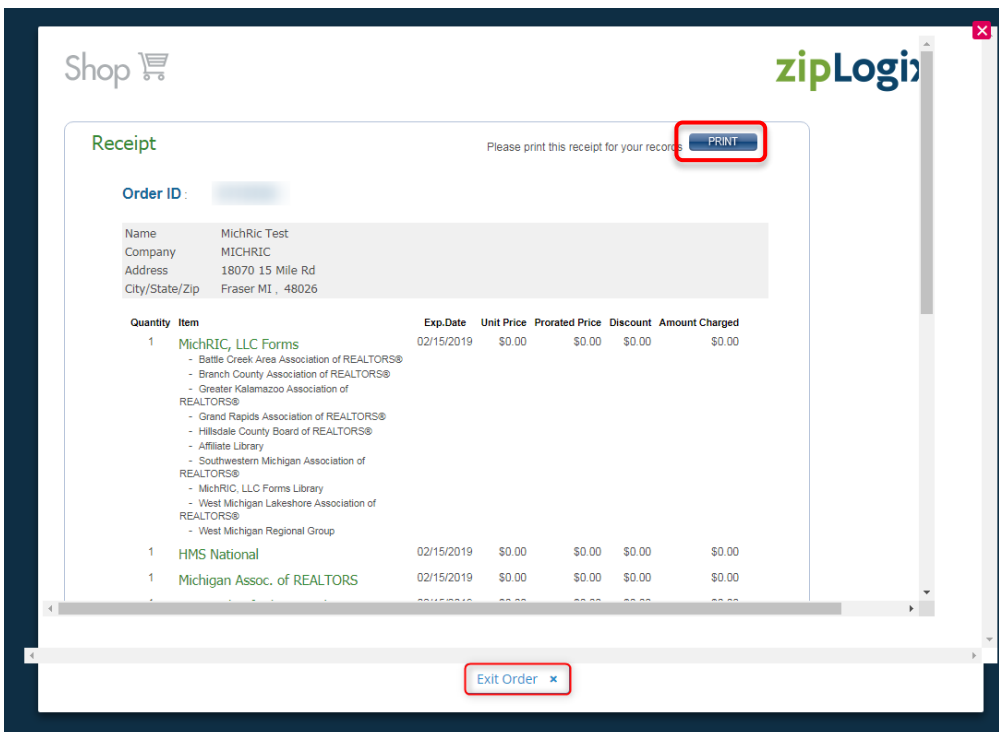 Shop
zipLogix
Receipt
Please print this receipt for your records
PRINT
Order ID :
Name MichRic Test
Company MICHRIC
Address 18070 15 Mile Rd
City/State/Zip Fraser MI , 48026
Quantity Item Exp.Date Unit Price Prorated Price Discount Amount Charged
1 MichRIC, LLC Forms 02/15/2019 $0.00 $0.00 $0.00 $0.00
- Battle Creek Area Association of REALTORS®
- Branch County Association of REALTORS®
- Greater Kalamazoo Association of
REALTORS®
- Grand Rapids Association of REALTORS®
- Hillsdale County Board of REALTORS®
- Affiliate Library
- Southwestern Michigan Association of
REALTORS®
- MichRIC, LLC Forms Library
- West Michigan Lakeshore Association of
REALTORS®
- West Michigan Regional Group
1 HMS National 02/15/2019 $0.00 $0.00 $0.00 $0.00
1 Michigan Assoc. of REALTORS 02/15/2019 $0.00 $0.00 $0.00 $0.00
Exit Order ×